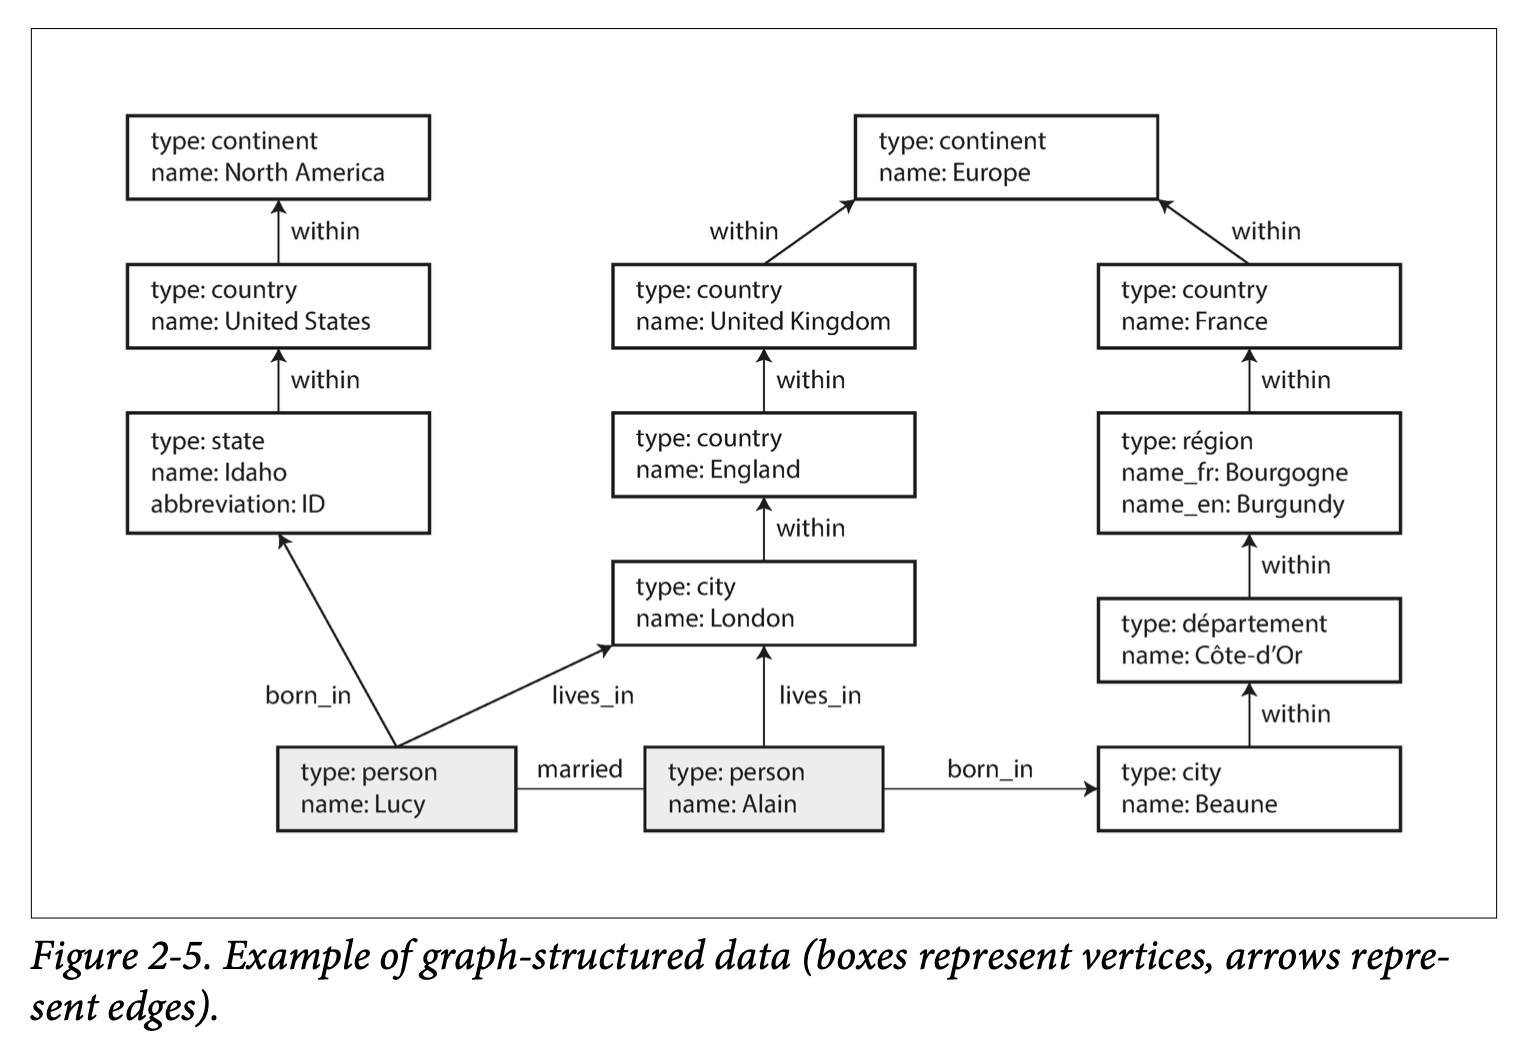 type: continent
name: North America
type: continent
name: Europe
within
within
within
type: country
name: United States
type: country
name: United Kingdom
type: country
name: France
within
within
within
type: state
name: Idaho
abbreviation: ID
type: country
name: England
type: région
name_fr: Bourgogne
name_en: Burgundy
within
within
type: city
name: London
type: département
name: Côte-d’Or
born_in
lives_in
lives_in
within
type: person
name: Lucy
married
type: person
name: Alain
born_in
type: city
name: Beaune
Figure 2-5. Example of graph-structured data (boxes represent vertices, arrows repre-
sent edges).